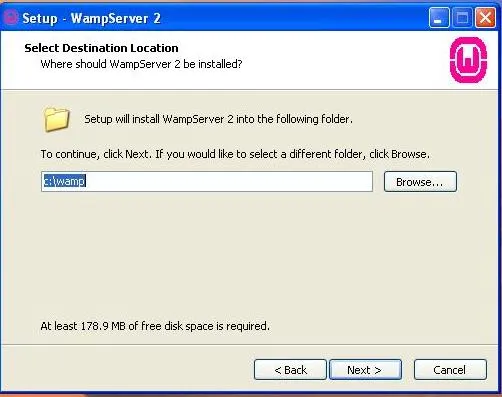 Setup - WampServer 2
Select Destination Location
Where should WampServer 2 be installed?
Setup will install WampServer 2 into the following folder.
To continue, click Next. If you would like to select a different folder, click Browse.
c:\wamp
Browse...
At least 178.9 MB of free disk space is required.
< Back
Next >
Cancel